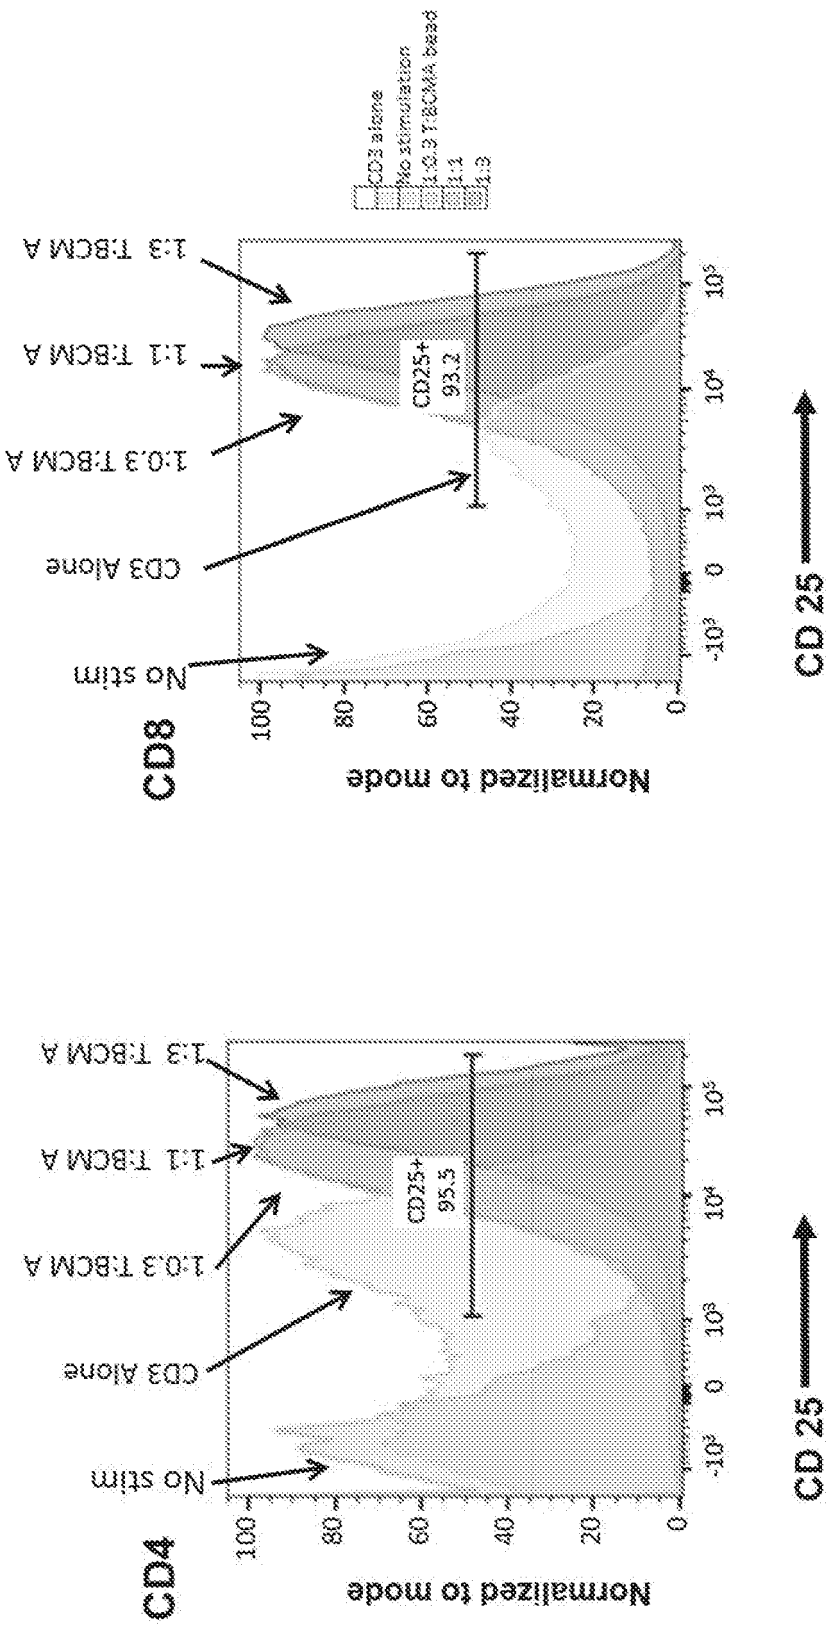 CD4
No stim
CD3 Alone
1:0.3 T:BCM A
1:1 T:BCM A
1:3 T:BCM A
Normalized to mode
100
80
60
40
20
0
CD25+
95.5
-10³
0
10³
10⁴
10⁵
CD 25
CD8
No stim
CD3 Alone
1:0.3 T:BCM A
1:1 T:BCM A
1:3 T:BCM A
Normalized to mode
100
80
60
40
20
0
CD25+
93.2
-10³
0
10³
10⁴
10⁵
CD 25
CD3 alone
No stimulation
1:0.3 T:BCMA bead
1:1
1:3